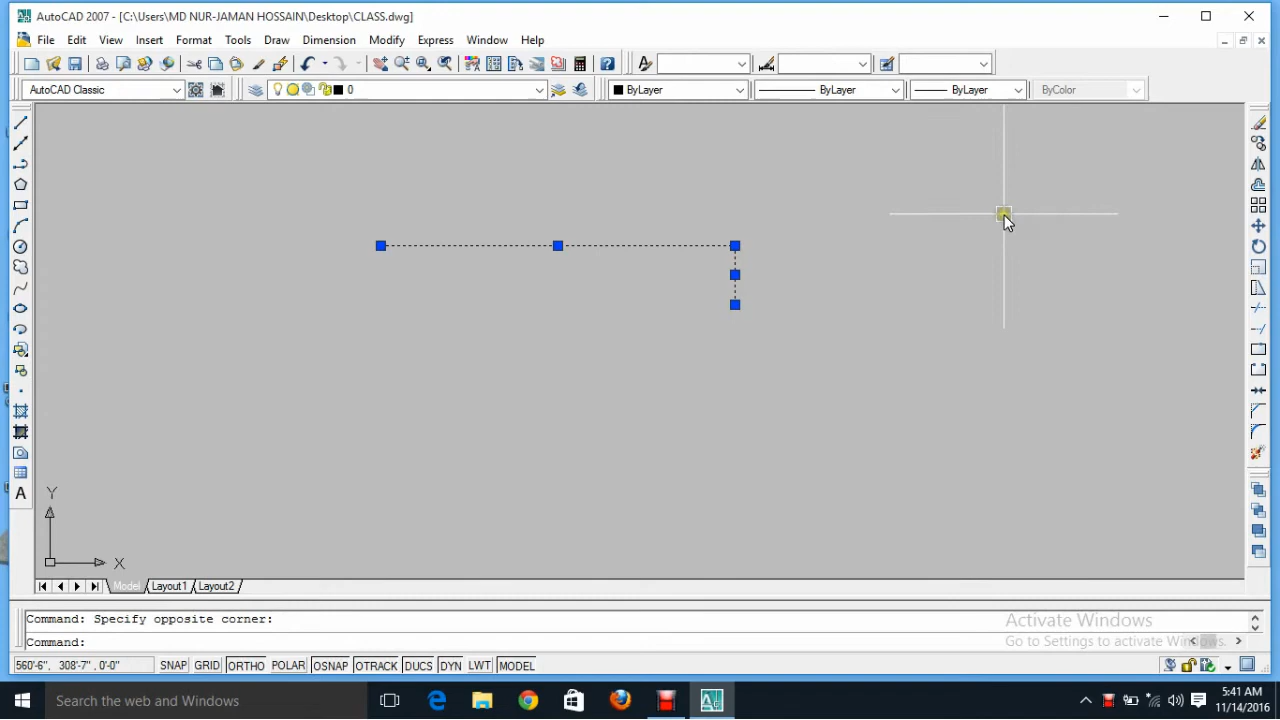 AutoCAD 2007 - [C:\Users\MD NUR-JAMAN HOSSAIN\Desktop\CLASS.dwg]
File Edit View Insert Format Tools Draw Dimension Modify Express Window Help
AutoCAD Classic 0 ByLayer ByLayer ByLayer ByColor
Y
X
Model Layout1 Layout2
Command: Specify opposite corner:
Command:
Activate Windows
Go to Settings to activate Windows.
560'-6", 308'-7" ,0'-0" SNAP GRID ORTHO POLAR OSNAP OTRACK DUCS DYN LWT MODEL
Search the web and Windows
5:41 AM
11/14/2016